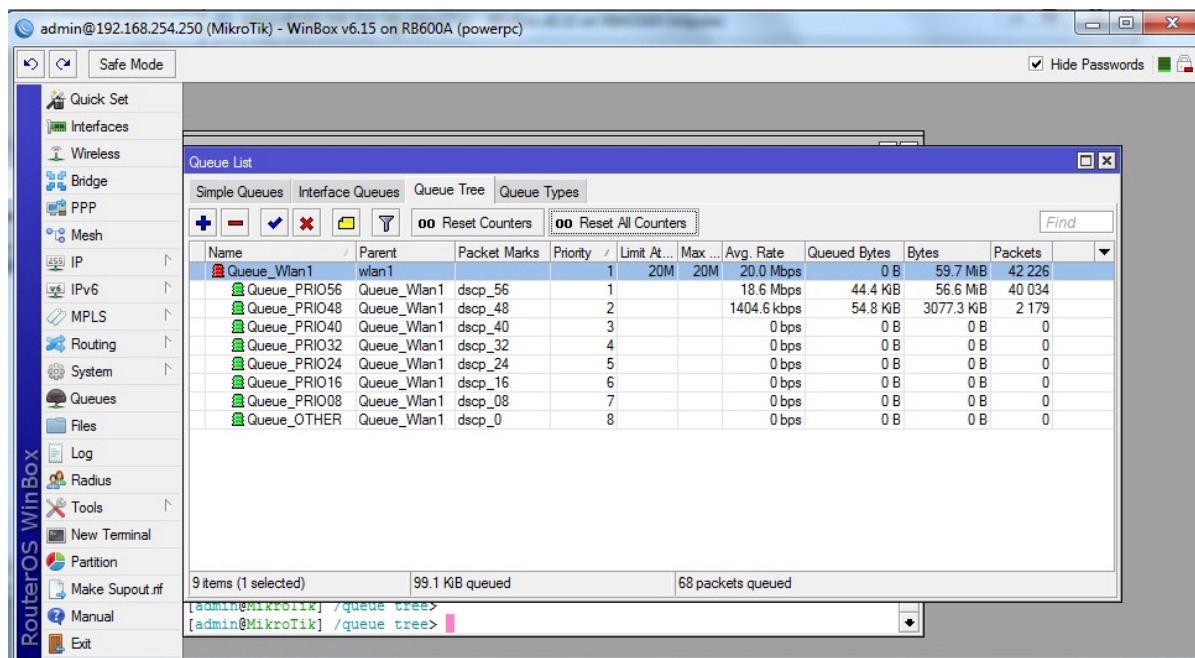 admin@192.168.254.250 (MikroTik) - WinBox v6.15 on RB600A (powerpc)
Safe Mode
Hide Passwords
Quick Set
Interfaces
Wireless
Bridge
PPP
Mesh
IP
IPv6
MPLS
Routing
System
Queues
Files
Log
Radius
Tools
New Terminal
Partition
Make Supout.rif
Manual
Exit
RouterOS WinBox
Queue List
Simple Queues Interface Queues Queue Tree Queue Types
00 Reset Counters 00 Reset All Counters Find
Name Parent Packet Marks Priority Limit At... Max ... Avg. Rate Queued Bytes Bytes Packets
Queue_Wlan1 wlan1 1 20M 20M 20.0 Mbps 0 B 59.7 MiB 42 226
Queue_PRIO56 Queue_Wlan1 dscp_56 1 18.6 Mbps 44.4 KiB 56.6 MiB 40 034
Queue_PRIO48 Queue_Wlan1 dscp_48 2 1404.6 kbps 54.8 KiB 3077.3 KiB 2 179
Queue_PRIO40 Queue_Wlan1 dscp_40 3 0 bps 0 B 0 B 0
Queue_PRIO32 Queue_Wlan1 dscp_32 4 0 bps 0 B 0 B 0
Queue_PRIO24 Queue_Wlan1 dscp_24 5 0 bps 0 B 0 B 0
Queue_PRIO16 Queue_Wlan1 dscp_16 6 0 bps 0 B 0 B 0
Queue_PRIO08 Queue_Wlan1 dscp_08 7 0 bps 0 B 0 B 0
Queue_OTHER Queue_Wlan1 dscp_0 8 0 bps 0 B 0 B 0
9 items (1 selected) 99.1 KiB queued 68 packets queued
[admin@MikroTik] /queue tree>
[admin@MikroTik] /queue tree>